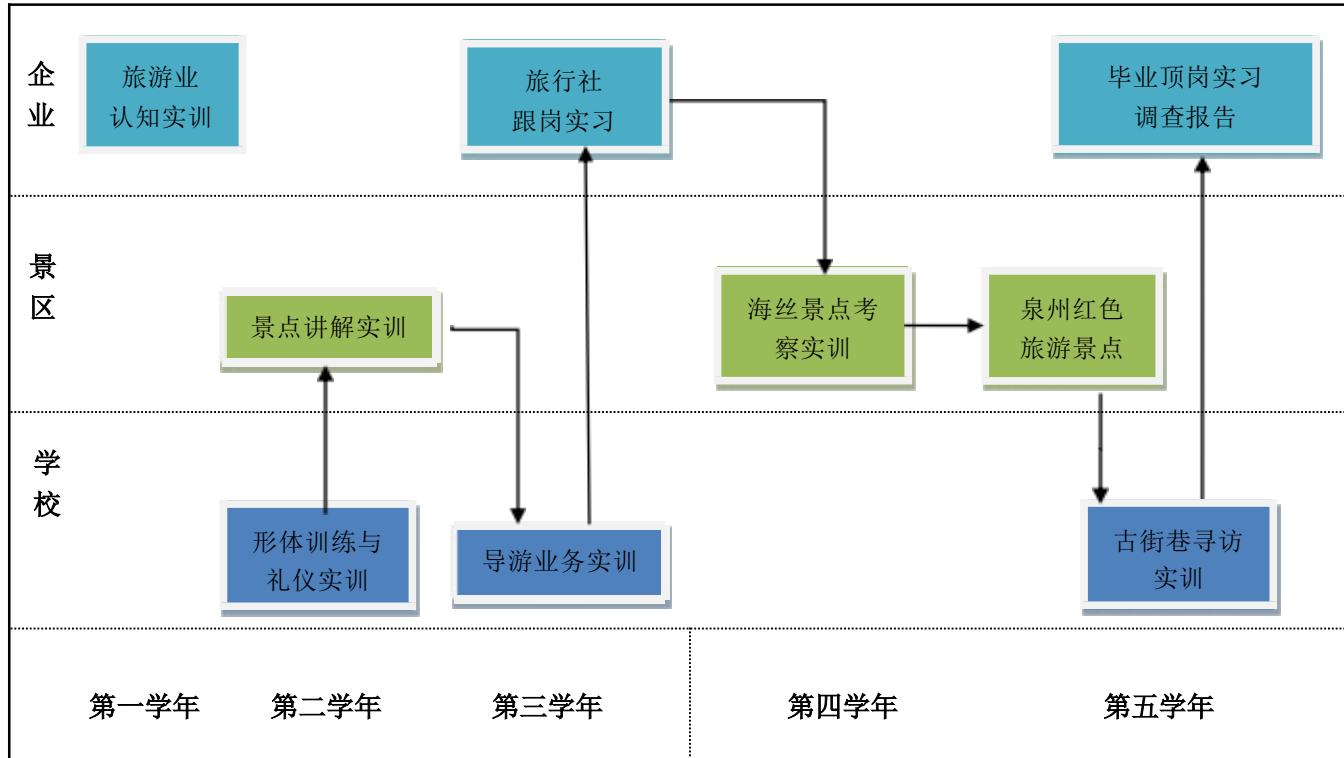 企
业
旅游业
认知实训
旅行社
跟岗实习
毕业顶岗实习
调查报告
景
区
景点讲解实训
海丝景点考
察实训
泉州红色
旅游景点
学
校
形体训练与
礼仪实训
导游业务实训
古街巷寻访
实训
第一学年
第二学年
第三学年
第四学年
第五学年